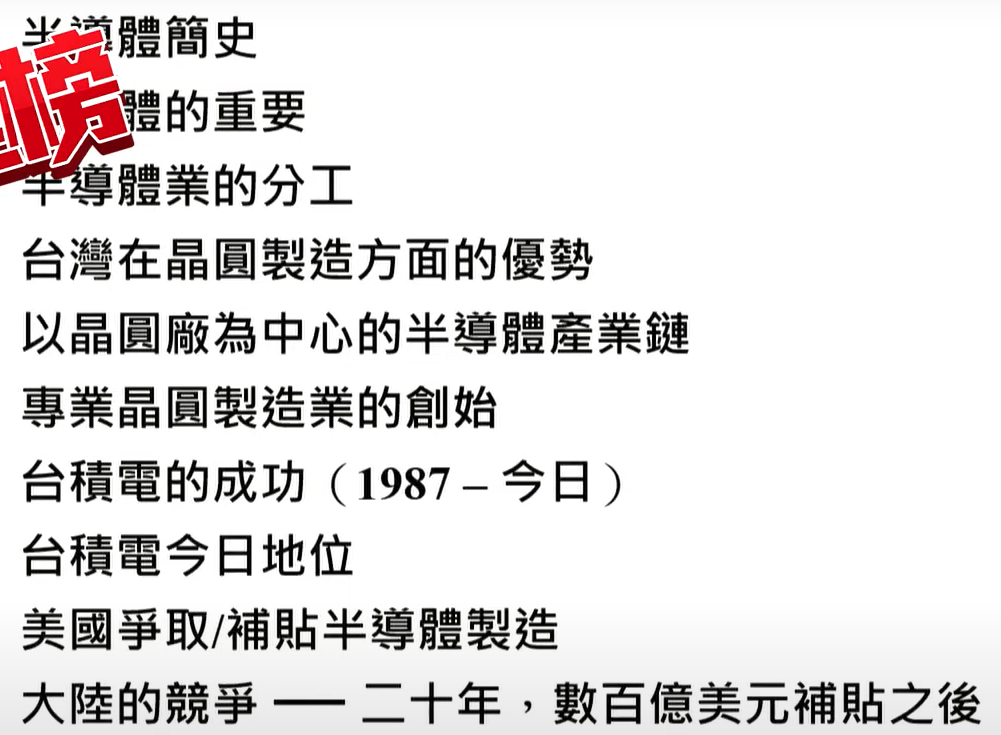 半導體簡史
體的重要
半導體業的分工
台灣在晶圓製造方面的優勢
以晶圓廠為中心的半導體產業鏈
專業晶圓製造業的創始
台積電的成功（1987 – 今日）
台積電今日地位
美國爭取/補貼半導體製造
大陸的競爭 — 二十年，數百億美元補貼之後
榜